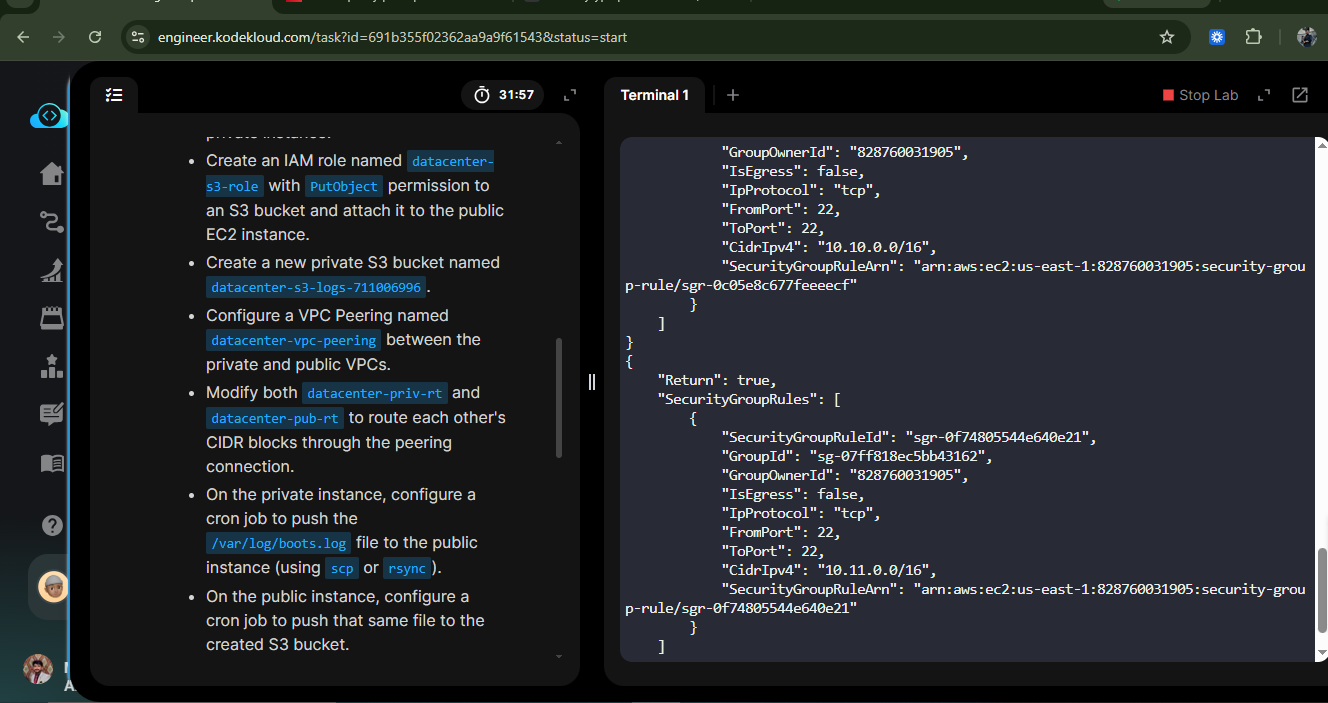 engineer.kodekloud.com/task?id=691b355f02362aa9a9f61543&status=start
31:57
Terminal 1
Stop Lab
private instance.
Create an IAM role named datacenter-
s3-role with PutObject permission to
an S3 bucket and attach it to the public
EC2 instance.
Create a new private S3 bucket named
datacenter-s3-logs-711006996.
Configure a VPC Peering named
datacenter-vpc-peering between the
private and public VPCs.
Modify both datacenter-priv-rt and
datacenter-pub-rt to route each other's
CIDR blocks through the peering
connection.
On the private instance, configure a
cron job to push the
/var/log/boots.log file to the public
instance (using scp or rsync).
On the public instance, configure a
cron job to push that same file to the
created S3 bucket.
"GroupOwnerId": "828760031905",
"IsEgress": false,
"IpProtocol": "tcp",
"FromPort": 22,
"ToPort": 22,
"CidrIpv4": "10.10.0.0/16",
"SecurityGroupRuleArn": "arn:aws:ec2:us-east-1:828760031905:security-grou
p-rule/sgr-0c05e8c677feeeecf"
}
]
}
{
"Return": true,
"SecurityGroupRules": [
{
"SecurityGroupRuleId": "sgr-0f74805544e640e21",
"GroupId": "sg-07ff818ec5bb43162",
"GroupOwnerId": "828760031905",
"IsEgress": false,
"IpProtocol": "tcp",
"FromPort": 22,
"ToPort": 22,
"CidrIpv4": "10.11.0.0/16",
"SecurityGroupRuleArn": "arn:aws:ec2:us-east-1:828760031905:security-grou
p-rule/sgr-0f74805544e640e21"
}
]